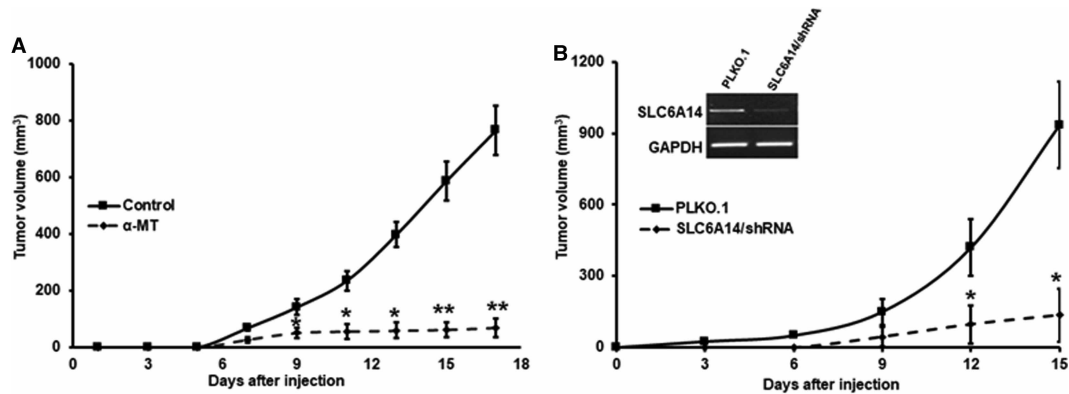 A
Tumor volume (mm³)
1000
800
600
400
200
0
Control
α-MT
*
*
*
**
**
0
3
6
9
12
15
18
Days after injection
B
Tumor volume (mm³)
1200
900
600
300
0
PLKO.1
SLC6A14/shRNA
SLC6A14
GAPDH
PLKO.1
SLC6A14/shRNA
*
*
0
3
6
9
12
15
Days after injection